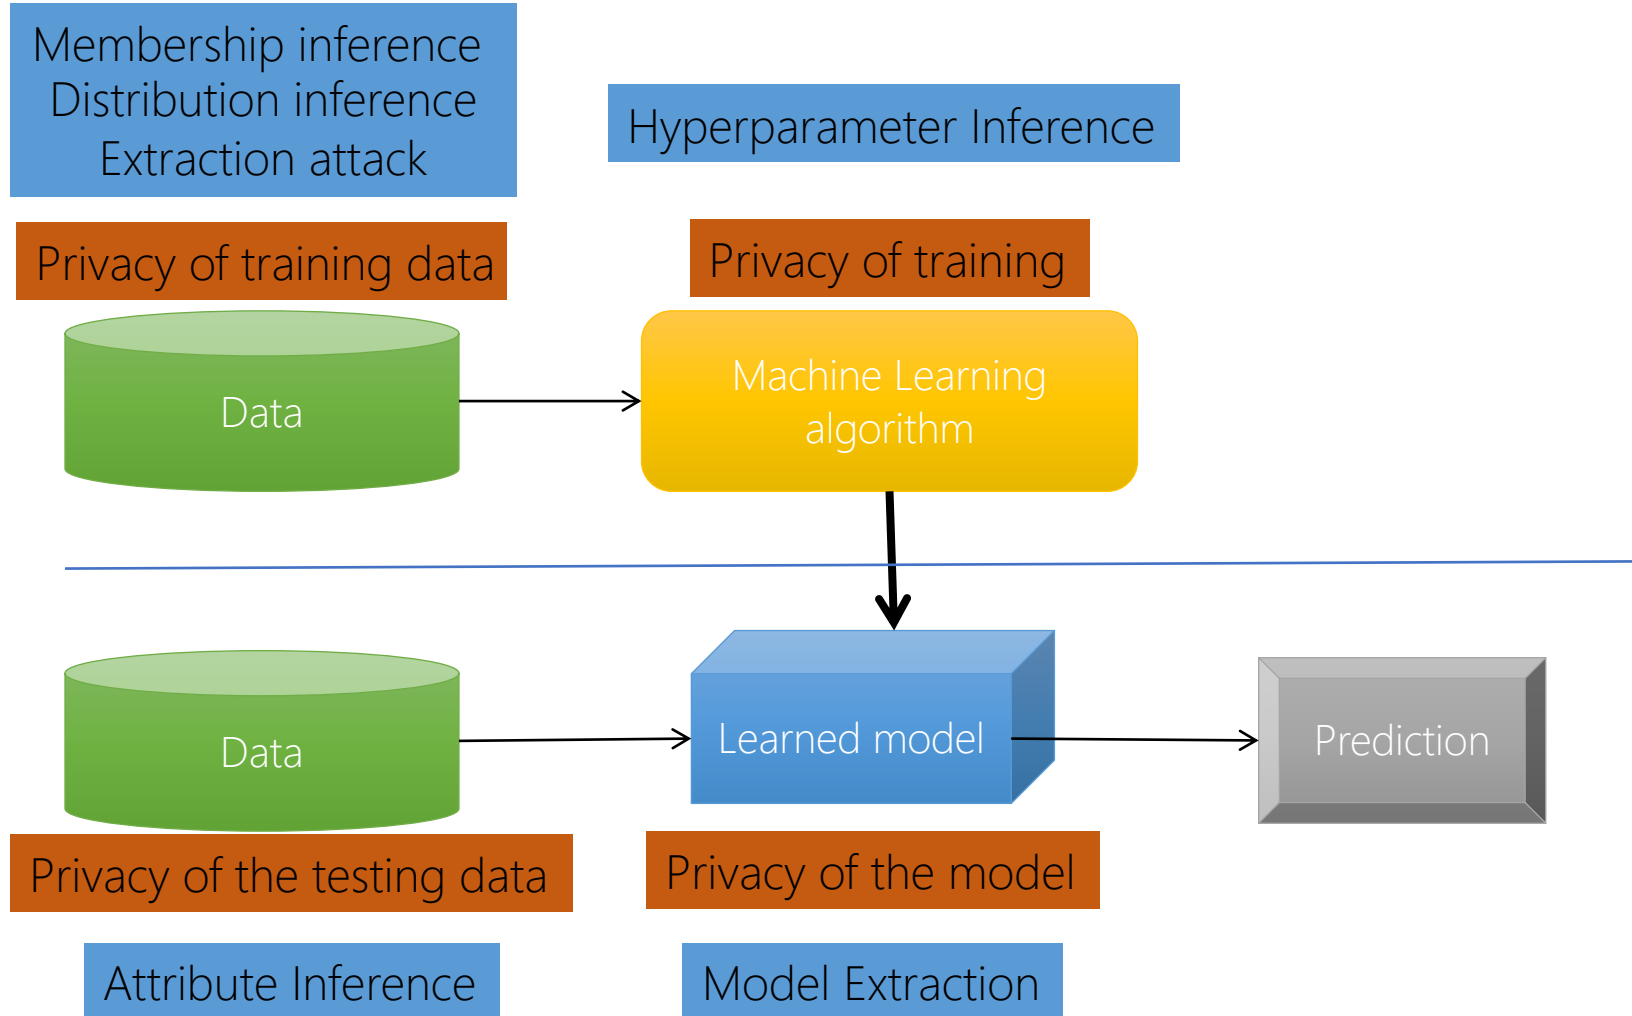 Membership inference
Distribution inference
Extraction attack
Hyperparameter Inference
Privacy of training data
Privacy of training
Data
Machine Learning
algorithm
Data
Learned model
Prediction
Privacy of the testing data
Privacy of the model
Attribute Inference
Model Extraction